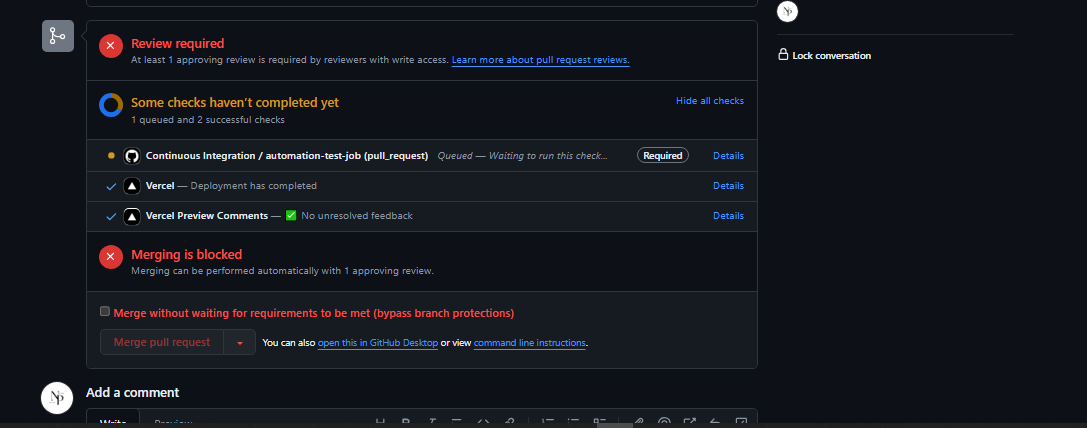 Np
Lock conversation
Review required
At least 1 approving review is required by reviewers with write access. Learn more about pull request reviews.
Some checks haven't completed yet
Hide all checks
1 queued and 2 successful checks
Continuous Integration / automation-test-job (pull_request) Queued — Waiting to run this check... Required Details
Vercel — Deployment has completed Details
Vercel Preview Comments — ✅ No unresolved feedback Details
Merging is blocked
Merging can be performed automatically with 1 approving review.
Merge without waiting for requirements to be met (bypass branch protections)
Merge pull request You can also open this in GitHub Desktop or view command line instructions.
Np Add a comment
Write Preview